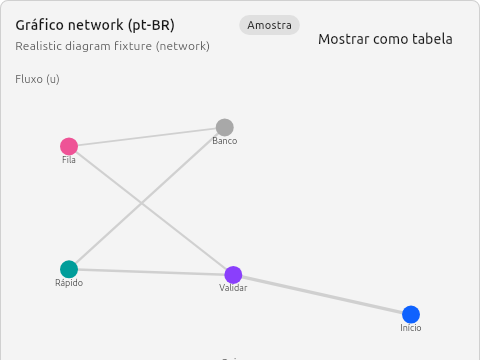 Gráfico network (pt-BR)
Amostra
Mostrar como tabela
Realistic diagram fixture (network)
Fluxo (u)
Banco
Fila
Rápido
Validar
Início